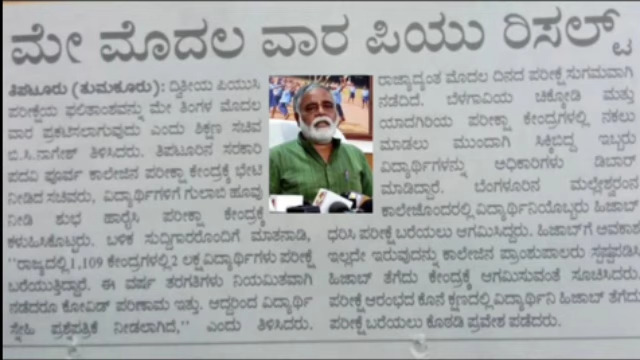 ಮೇ ಮೊದಲ ವಾರ ಪಿಯು ರಿಸಲ್ಟ್
ತಿಪಟೂರು (ತುಮಕೂರು): ದ್ವಿತೀಯ ಪಿಯುಸಿ
ಪರೀಕ್ಷೆಯ ಫಲಿತಾಂಶವನ್ನು ಮೇ ತಿಂಗಳ ಮೊದಲ
ವಾರ ಪ್ರಕಟಿಸಲಾಗುವುದು ಎಂದು ಶಿಕ್ಷಣ ಸಚಿವ
ಬಿ.ಸಿ.ನಾಗೇಶ್ ತಿಳಿಸಿದರು. ತಿಪಟೂರಿನ ಸರಕಾರಿ
ಪದವಿ ಪೂರ್ವ ಕಾಲೇಜಿನ ಪರೀಕ್ಷಾ ಕೇಂದ್ರಕ್ಕೆ ಭೇಟಿ
ನೀಡಿದ ಸಚಿವರು, ವಿದ್ಯಾರ್ಥಿಗಳಿಗೆ ಗುಲಾಬಿ ಹೂವು
ನೀಡಿ ಶುಭ ಹಾರೈಸಿ ಪರೀಕ್ಷಾ ಕೇಂದ್ರಕ್ಕೆ
ಕಳುಹಿಸಿಕೊಟ್ಟರು. ಬಳಿಕ ಸುದ್ದಿಗಾರರೊಂದಿಗೆ ಮಾತನಾಡಿ,
''ರಾಜ್ಯದಲ್ಲಿ 1,109 ಕೇಂದ್ರಗಳಲ್ಲಿ 2 ಲಕ್ಷ ವಿದ್ಯಾರ್ಥಿಗಳು ಪರೀಕ್ಷೆ
ಬರೆಯುತ್ತಿದ್ದಾರೆ. ಈ ವರ್ಷ ತರಗತಿಗಳು ನಿಯಮಿತವಾಗಿ
ನಡೆದರೂ ಕೋವಿಡ್ ಪರಿಣಾಮ ಇತ್ತು. ಆದ್ದರಿಂದ ವಿದ್ಯಾರ್ಥಿ
ಸ್ನೇಹಿ ಪ್ರಶ್ನೆಪತ್ರಿಕೆ ನೀಡಲಾಗಿದೆ,'' ಎಂದು ತಿಳಿಸಿದರು.
ರಾಜ್ಯಾದ್ಯಂತ ಮೊದಲ ದಿನದ ಪರೀಕ್ಷೆ ಸುಗಮವಾಗಿ
ನಡೆದಿದೆ. ಬೆಳಗಾವಿಯ ಚಿಕ್ಕೋಡಿ ಮತ್ತು
ಯಾದಗಿರಿಯ ಪರೀಕ್ಷಾ ಕೇಂದ್ರಗಳಲ್ಲಿ ನಕಲು
ಮಾಡಲು ಮುಂದಾಗಿ ಸಿಕ್ಕಿಬಿದ್ದ ಇಬ್ಬರು
ವಿದ್ಯಾರ್ಥಿಗಳನ್ನು ಅಧಿಕಾರಿಗಳು ಡಿಬಾರ್
ಮಾಡಿದ್ದಾರೆ. ಬೆಂಗಳೂರಿನ ಮಲ್ಲೇಶ್ವರಂನ
ಕಾಲೇಜೊಂದರಲ್ಲಿ ವಿದ್ಯಾರ್ಥಿನಿಯೊಬ್ಬರು ಹಿಜಾಬ್
ಧರಿಸಿ ಪರೀಕ್ಷೆ ಬರೆಯಲು ಆಗಮಿಸಿದ್ದರು. ಹಿಜಾಬ್‌ಗೆ ಅವಕಾಶ
ಇಲ್ಲದೇ ಇರುವುದನ್ನು ಕಾಲೇಜಿನ ಪ್ರಾಂಶುಪಾಲರು ಸ್ಪಷ್ಟಪಡಿಸಿ
ಹಿಜಾಬ್ ತೆಗೆದು ಕೇಂದ್ರಕ್ಕೆ ಆಗಮಿಸುವಂತೆ ಸೂಚಿಸಿದರು.
ಪರೀಕ್ಷೆ ಆರಂಭದ ಕೊನೆ ಕ್ಷಣದಲ್ಲಿ ವಿದ್ಯಾರ್ಥಿನಿ ಹಿಜಾಬ್ ತೆಗೆದು
ಪರೀಕ್ಷೆ ಬರೆಯಲು ಕೊಠಡಿ ಪ್ರವೇಶ ಪಡೆದರು.